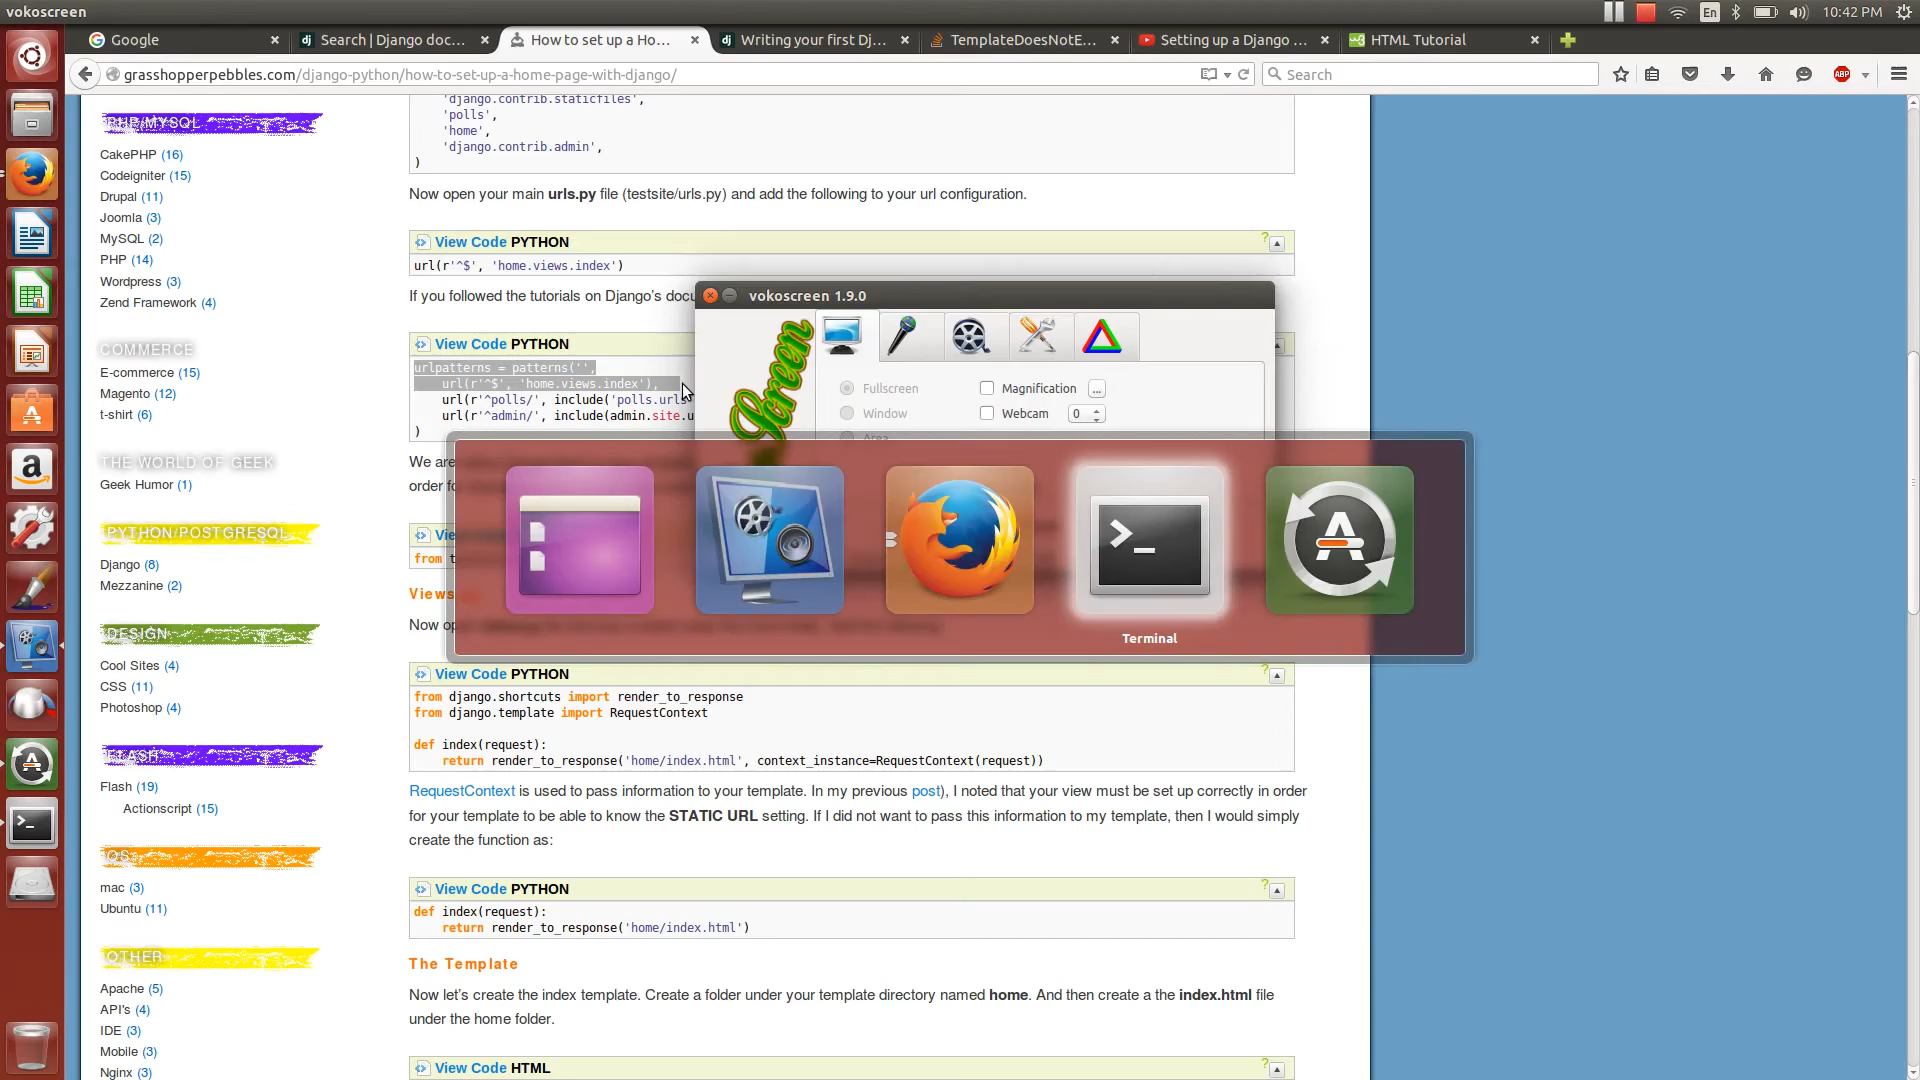 vokoscreen
En
10:42 PM
Google
Search | Django doc...
How to set up a Ho...
Writing your first Dj...
TemplateDoesNotE...
Setting up a Django ...
HTML Tutorial
grasshopperpebbles.com/django-python/how-to-set-up-a-home-page-with-django/
Search
ABP
PHP/MYSQL
CakePHP (16)
Codeigniter (15)
Drupal (11)
Joomla (3)
MySQL (2)
PHP (14)
Wordpress (3)
Zend Framework (4)
COMMERCE
E-commerce (15)
Magento (12)
t-shirt (6)
THE WORLD OF GEEK
Geek Humor (1)
PYTHON/POSTGRESQL
Django (8)
Mezzanine (2)
DESIGN
Cool Sites (4)
CSS (11)
Photoshop (4)
FLASH
Flash (19)
Actionscript (15)
OS
mac (3)
Ubuntu (11)
OTHER
Apache (5)
API's (4)
IDE (3)
Mobile (3)
Nginx (3)
'django.contrib.staticfiles',
'polls',
'home',
'django.contrib.admin',
)
Now open your main urls.py file (testsite/urls.py) and add the following to your url configuration.
View Code PYTHON
?
url(r'^$', 'home.views.index')
If you followed the tutorials on Django's docu
View Code PYTHON
urlpatterns = patterns('',
url(r'^$', 'home.views.index'),
url(r'^polls/', include('polls.urls'
url(r'^admin/', include(admin.site.u
)
vokoscreen 1.9.0
Screen
Fullscreen
Window
Area
Magnification
...
Webcam
0
We are
order fo
Vie
from t
Views
Now op
Terminal
View Code PYTHON
?
from django.shortcuts import render_to_response
from django.template import RequestContext
def index(request):
return render_to_response('home/index.html', context_instance=RequestContext(request))
RequestContext is used to pass information to your template. In my previous post), I noted that your view must be set up correctly in order
for your template to be able to know the STATIC URL setting. If I did not want to pass this information to my template, then I would simply
create the function as:
View Code PYTHON
?
def index(request):
return render_to_response('home/index.html')
The Template
Now let's create the index template. Create a folder under your template directory named home. And then create a the index.html file
under the home folder.
View Code HTML
?